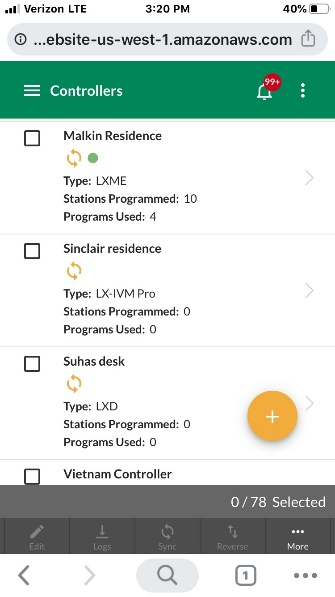 Verizon LTE 3:20 PM 40%
...ebsite-us-west-1.amazonaws.com
Controllers 99+
Malkin Residence
Type: LXME
Stations Programmed: 10
Programs Used: 4
Sinclair residence
Type: LX-IVM Pro
Stations Programmed: 0
Programs Used: 0
Suhas desk
Type: LXD
Stations Programmed: 0
Programs Used: 0
+
Vietnam Controller
0 / 78 Selected
Edit Logs Sync Reverse More
1